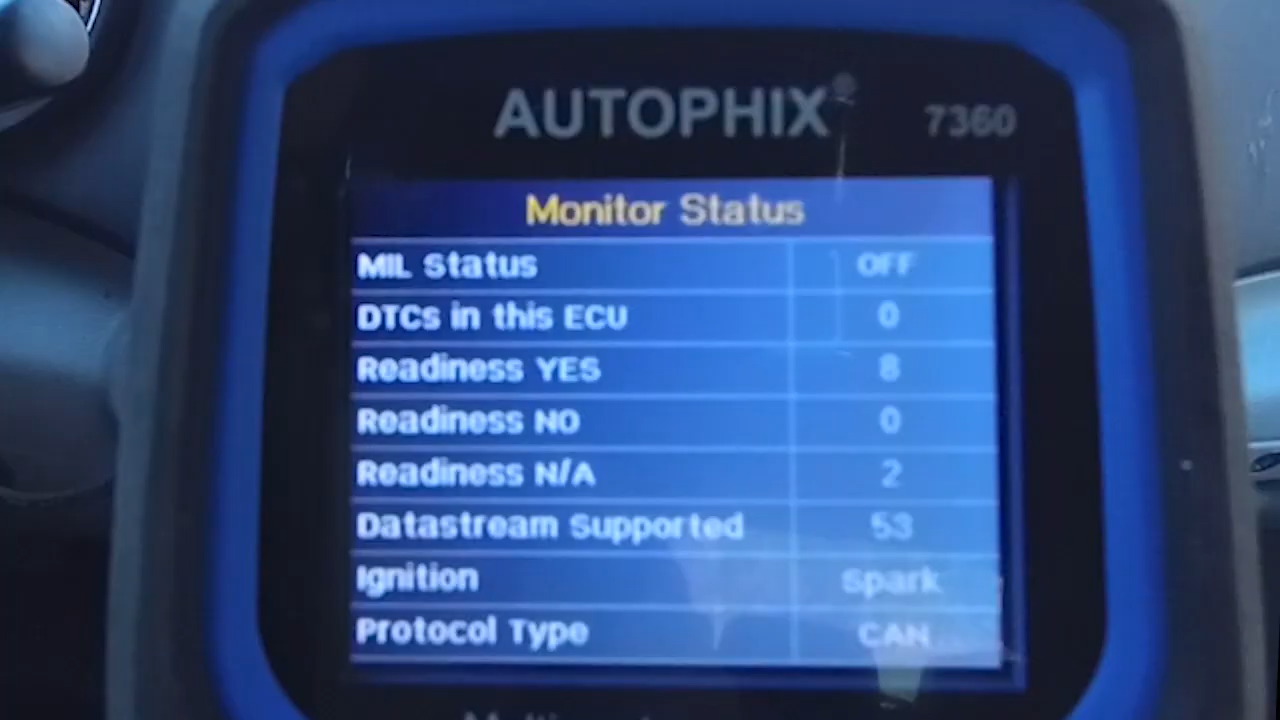 AUTOPHIX® 7360
Monitor Status
MIL Status OFF
DTCs in this ECU 0
Readiness YES 8
Readiness NO 0
Readiness N/A 2
Datastream Supported 53
Ignition Spark
Protocol Type CAN